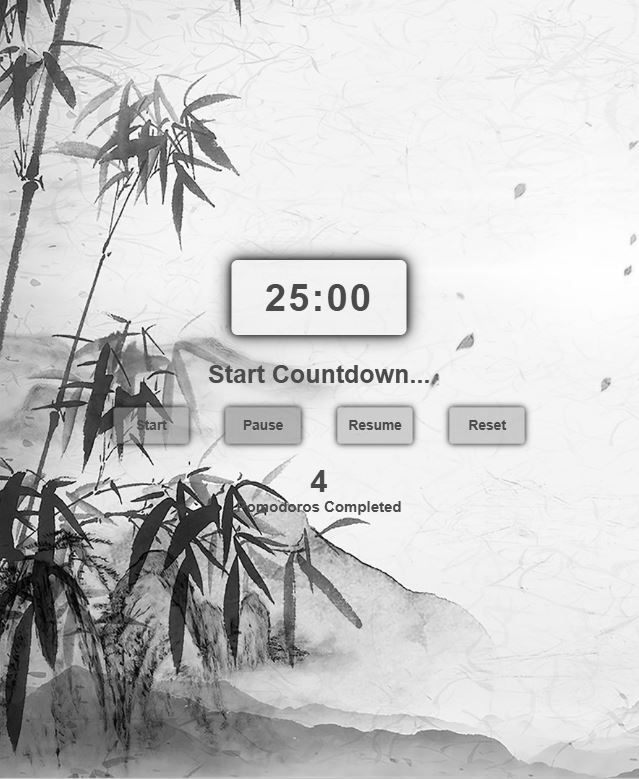 25:00
Start Countdown...
Start Pause Resume Reset
4
Pomodoros Completed